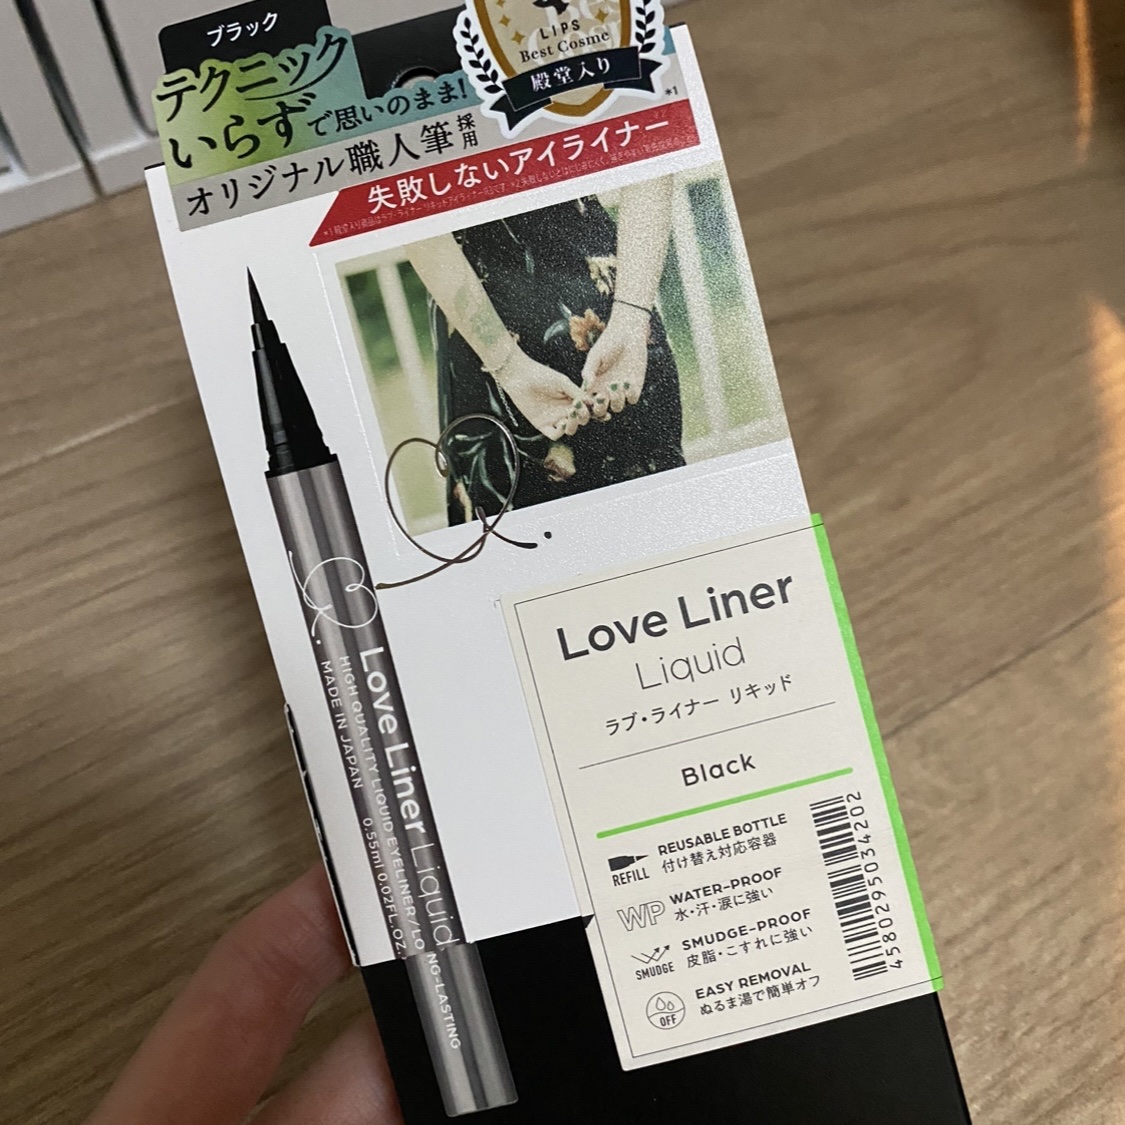 ブラック
テクニック
いらずで思いのまま!
オリジナル職人筆採用
LIPS
Best Cosme
殿堂入り
*1
失敗しないアイライナー
Love Liner Liquid
HIGH QUALITY LIQUID EYELINER/LONG-LASTING
MADE IN JAPAN 0.55ml 0.02FL.OZ.
Love Liner
Liquid
ラブ・ライナー リキッド
Black
REFILL
REUSABLE BOTTLE
付け替え対応容器
WP
WATER-PROOF
水・汗・涙に強い
SMUDGE
SMUDGE-PROOF
皮脂・こすれに強い
OFF
EASY REMOVAL
ぬるま湯で簡単オフ
4580295034202